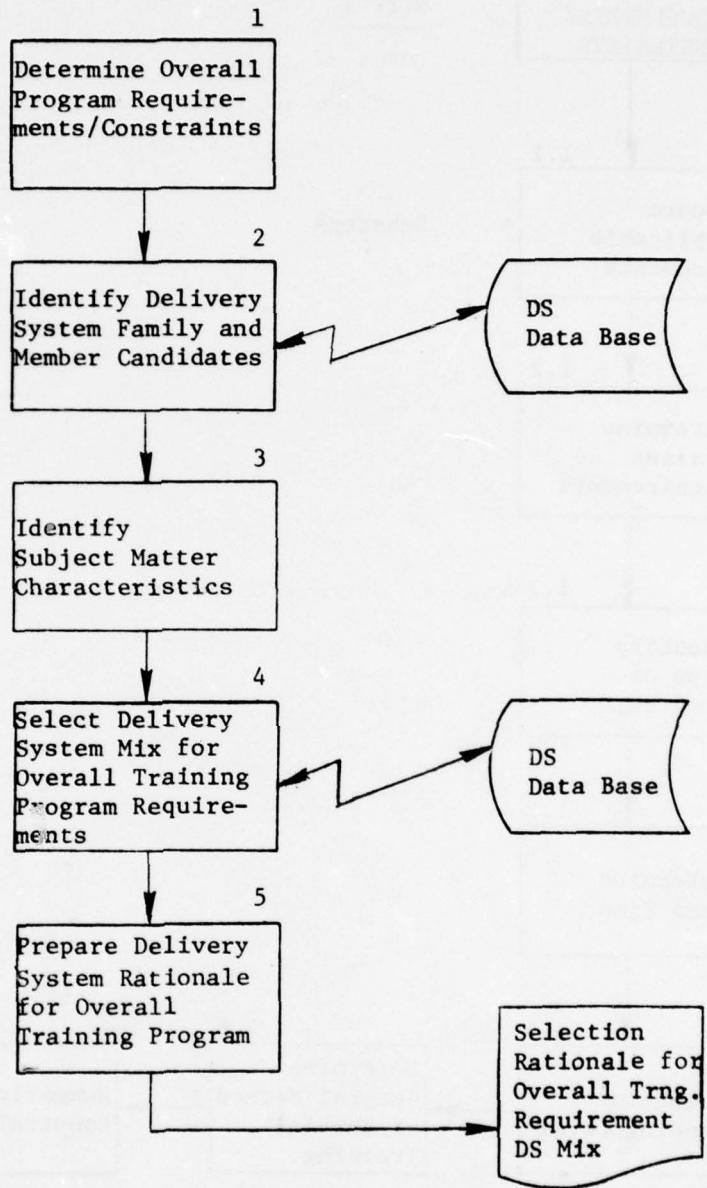 1
Determine Overall
Program Require-
ments/Constraints
2
Identify Delivery
System Family and
Member Candidates
DS
Data Base
3
Identify
Subject Matter
Characteristics
4
Select Delivery
System Mix for
Overall Training
Program Require-
ments
DS
Data Base
5
Prepare Delivery
System Rationale
for Overall
Training Program
Selection
Rationale for
Overall Trng.
Requirement
DS Mix